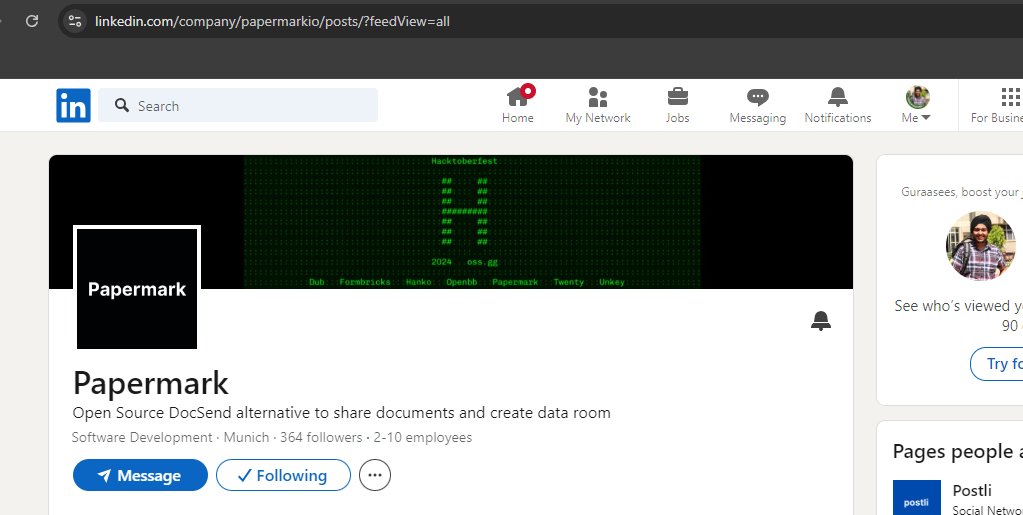 linkedin.com/company/papermarkio/posts/?feedView=all
in
Search
Home
My Network
Jobs
Messaging
Notifications
Me
For Busine
Hacktoberfest
## ##
## ##
## ##
#########
## ##
## ##
## ##
2024 oss.gg
Dub Formbricks Hanko Openbb Papermark Twenty Unkey
Papermark
Papermark
Open Source DocSend alternative to share documents and create data room
Software Development · Munich · 364 followers · 2-10 employees
Message
Following
Guraasees, boost your
See who's viewed yo
90
Try fo
Pages people a
postli
Postli
Social Netwo